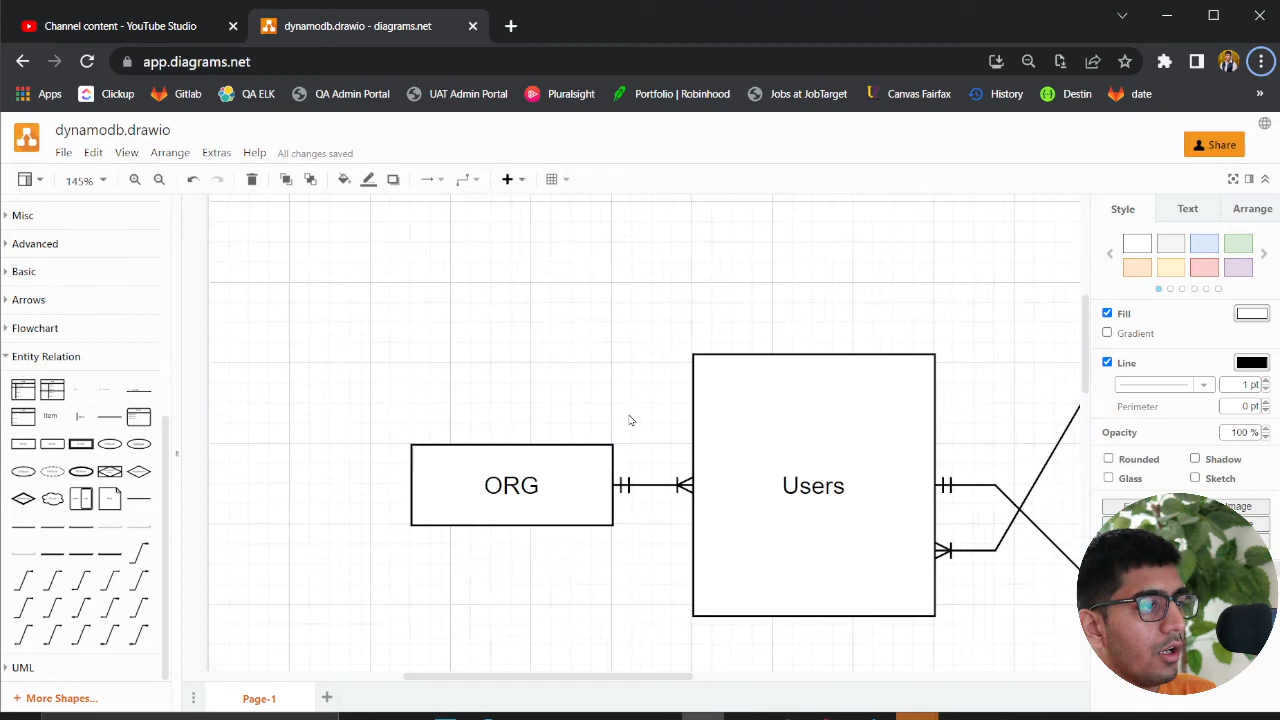 Channel content - YouTube Studio
dynamodb.drawio - diagrams.net
app.diagrams.net
Apps
Clickup
Gitlab
QA ELK
QA Admin Portal
UAT Admin Portal
Pluralsight
Portfolio | Robinhood
Jobs at JobTarget
Canvas Fairfax
History
Destin
date
»
dynamodb.drawio
File
Edit
View
Arrange
Extras
Help
All changes saved
Share
145%
Misc
Advanced
Basic
Arrows
Flowchart
Entity Relation
Item
UML
+ More Shapes...
ORG
Users
Page-1
Style
Text
Arrange
Fill
Gradient
Line
1 pt
Perimeter
0 pt
Opacity
100 %
Rounded
Shadow
Glass
Sketch